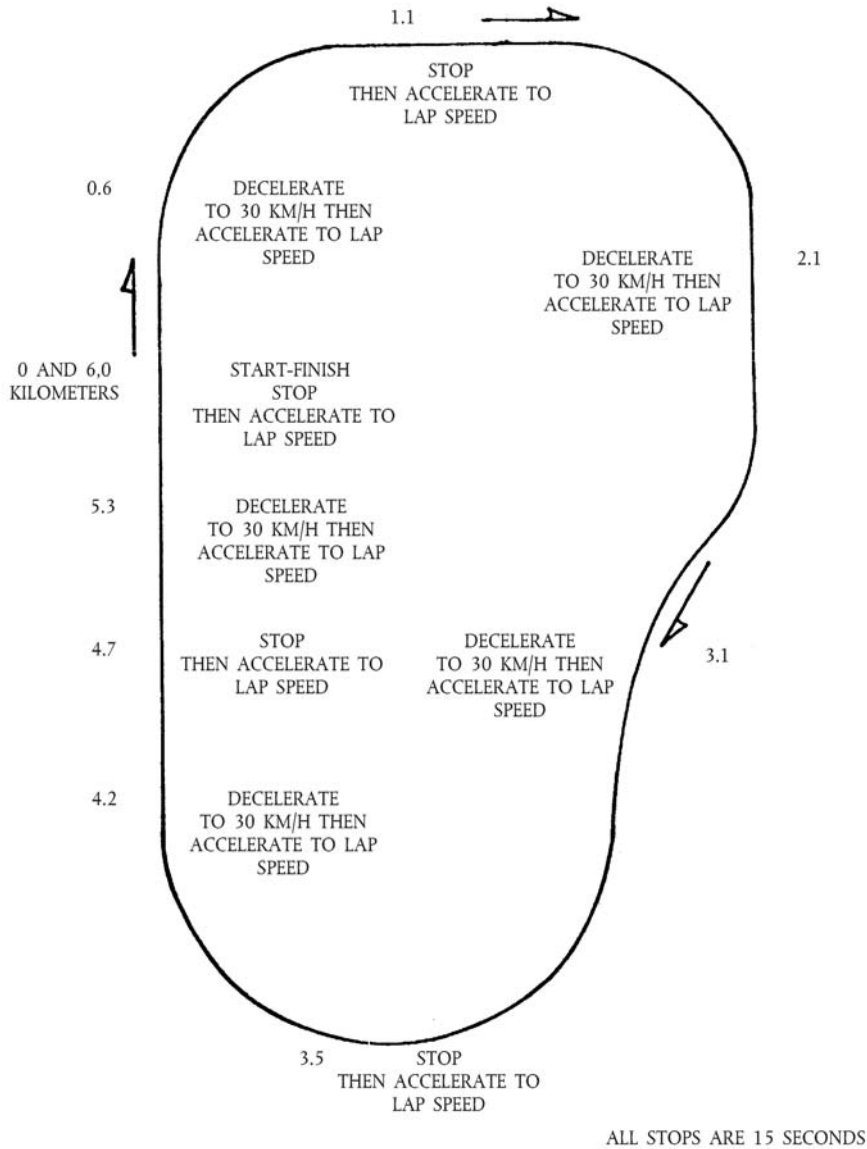 1.1
STOP
THEN ACCELERATE TO
LAP SPEED
0.6
DECELERATE
TO 30 KM/H THEN
ACCELERATE TO LAP
SPEED
DECELERATE
TO 30 KM/H THEN
ACCELERATE TO LAP
SPEED
2.1
0 AND 6,0
KILOMETERS
START-FINISH
STOP
THEN ACCELERATE TO
LAP SPEED
5.3
DECELERATE
TO 30 KM/H THEN
ACCELERATE TO LAP
SPEED
4.7
STOP
THEN ACCELERATE TO
LAP SPEED
DECELERATE
TO 30 KM/H THEN
ACCELERATE TO LAP
SPEED
3.1
4.2
DECELERATE
TO 30 KM/H THEN
ACCELERATE TO LAP
SPEED
3.5
STOP
THEN ACCELERATE TO
LAP SPEED
ALL STOPS ARE 15 SECONDS